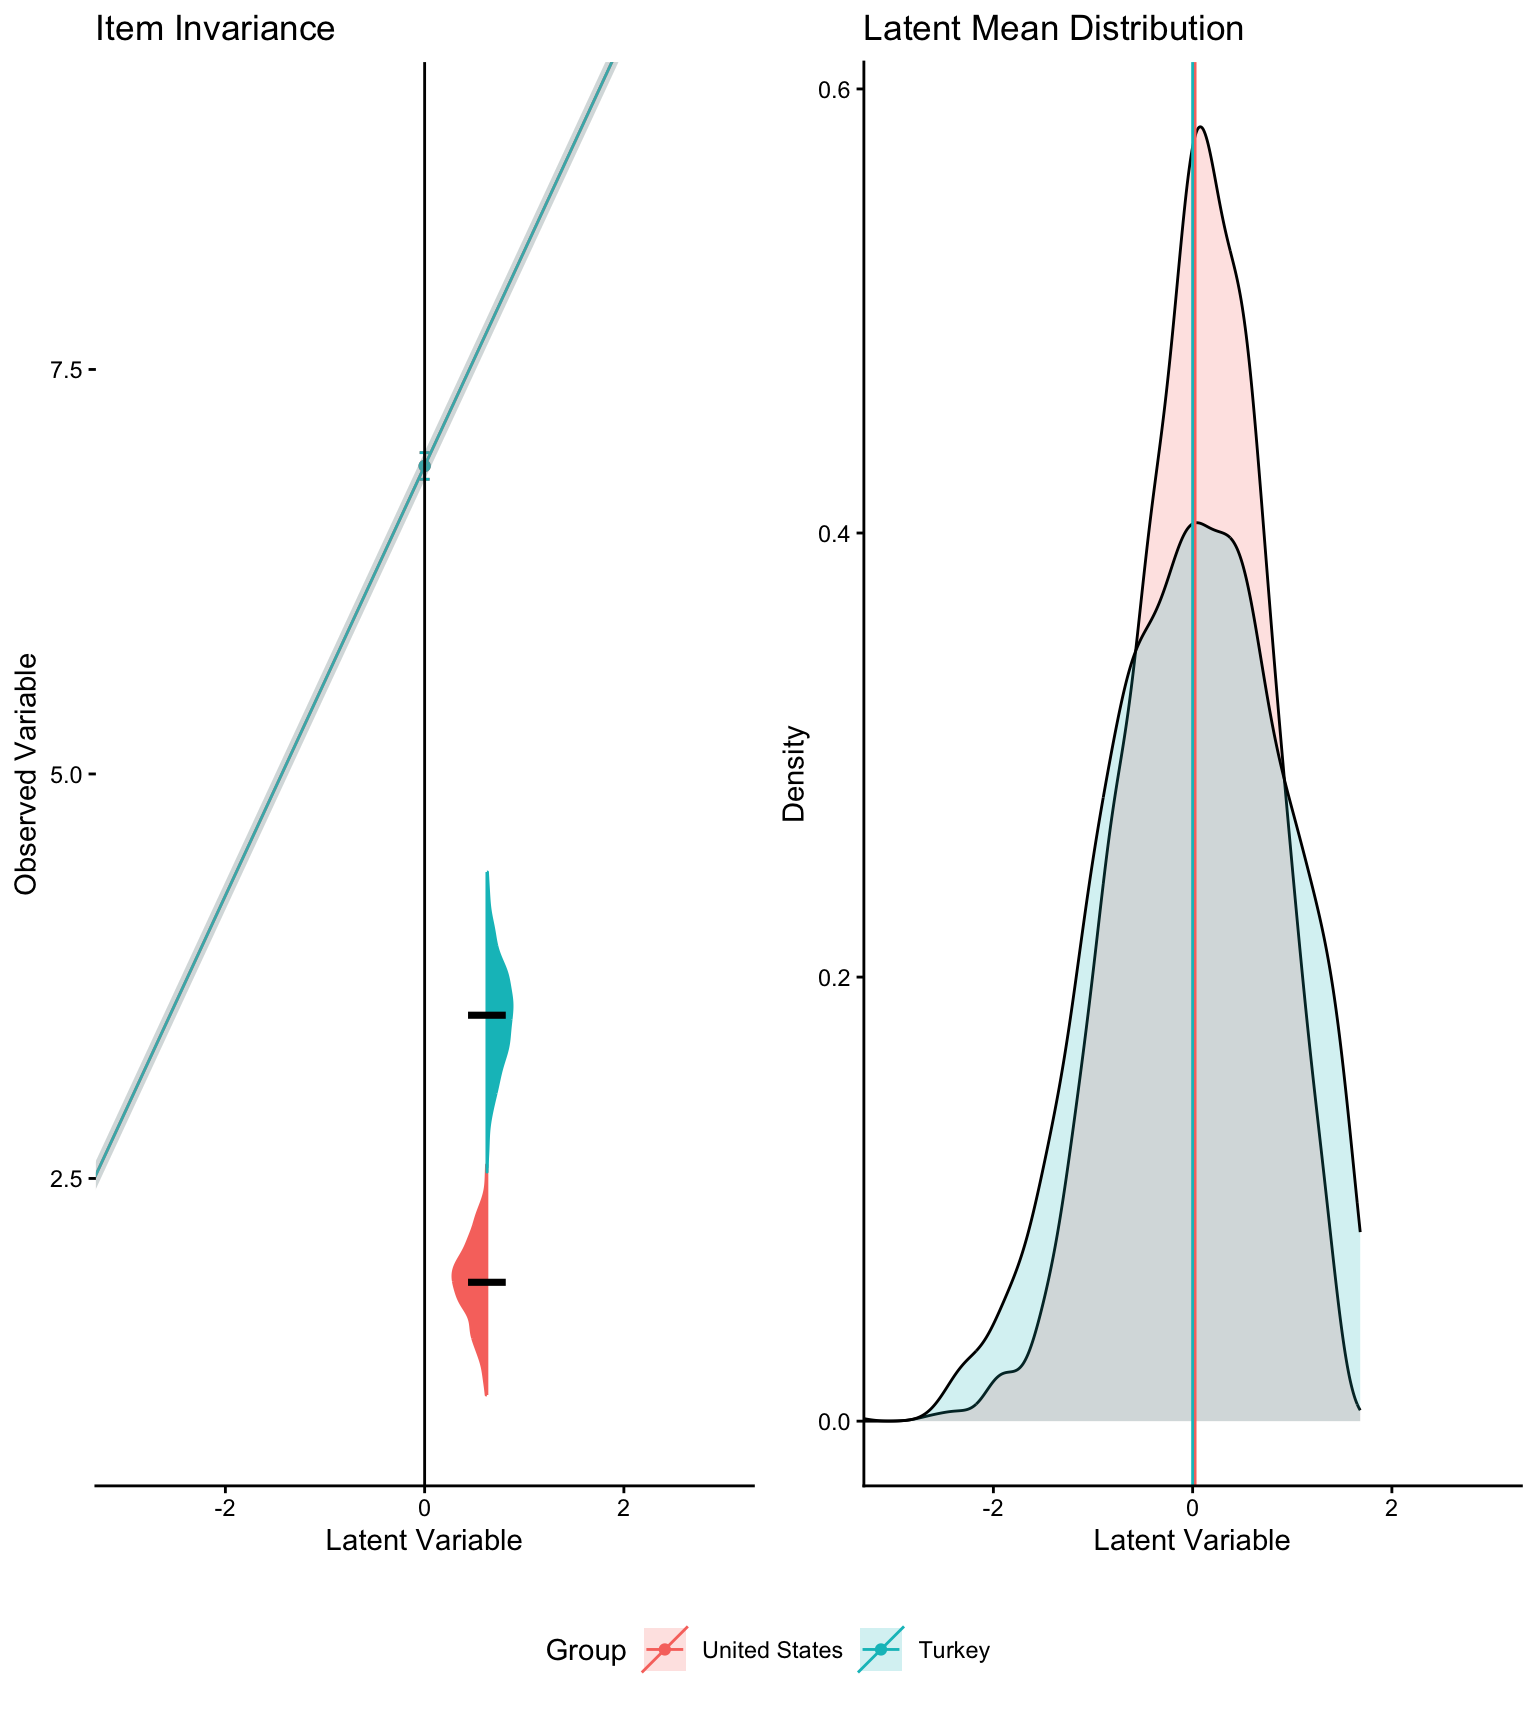 Item Invariance
Observed Variable
7.5
5.0
2.5
-2 0 2
Latent Variable
Latent Mean Distribution
Density
0.6
0.4
0.2
0.0
-2 0 2
Latent Variable
Group United States Turkey